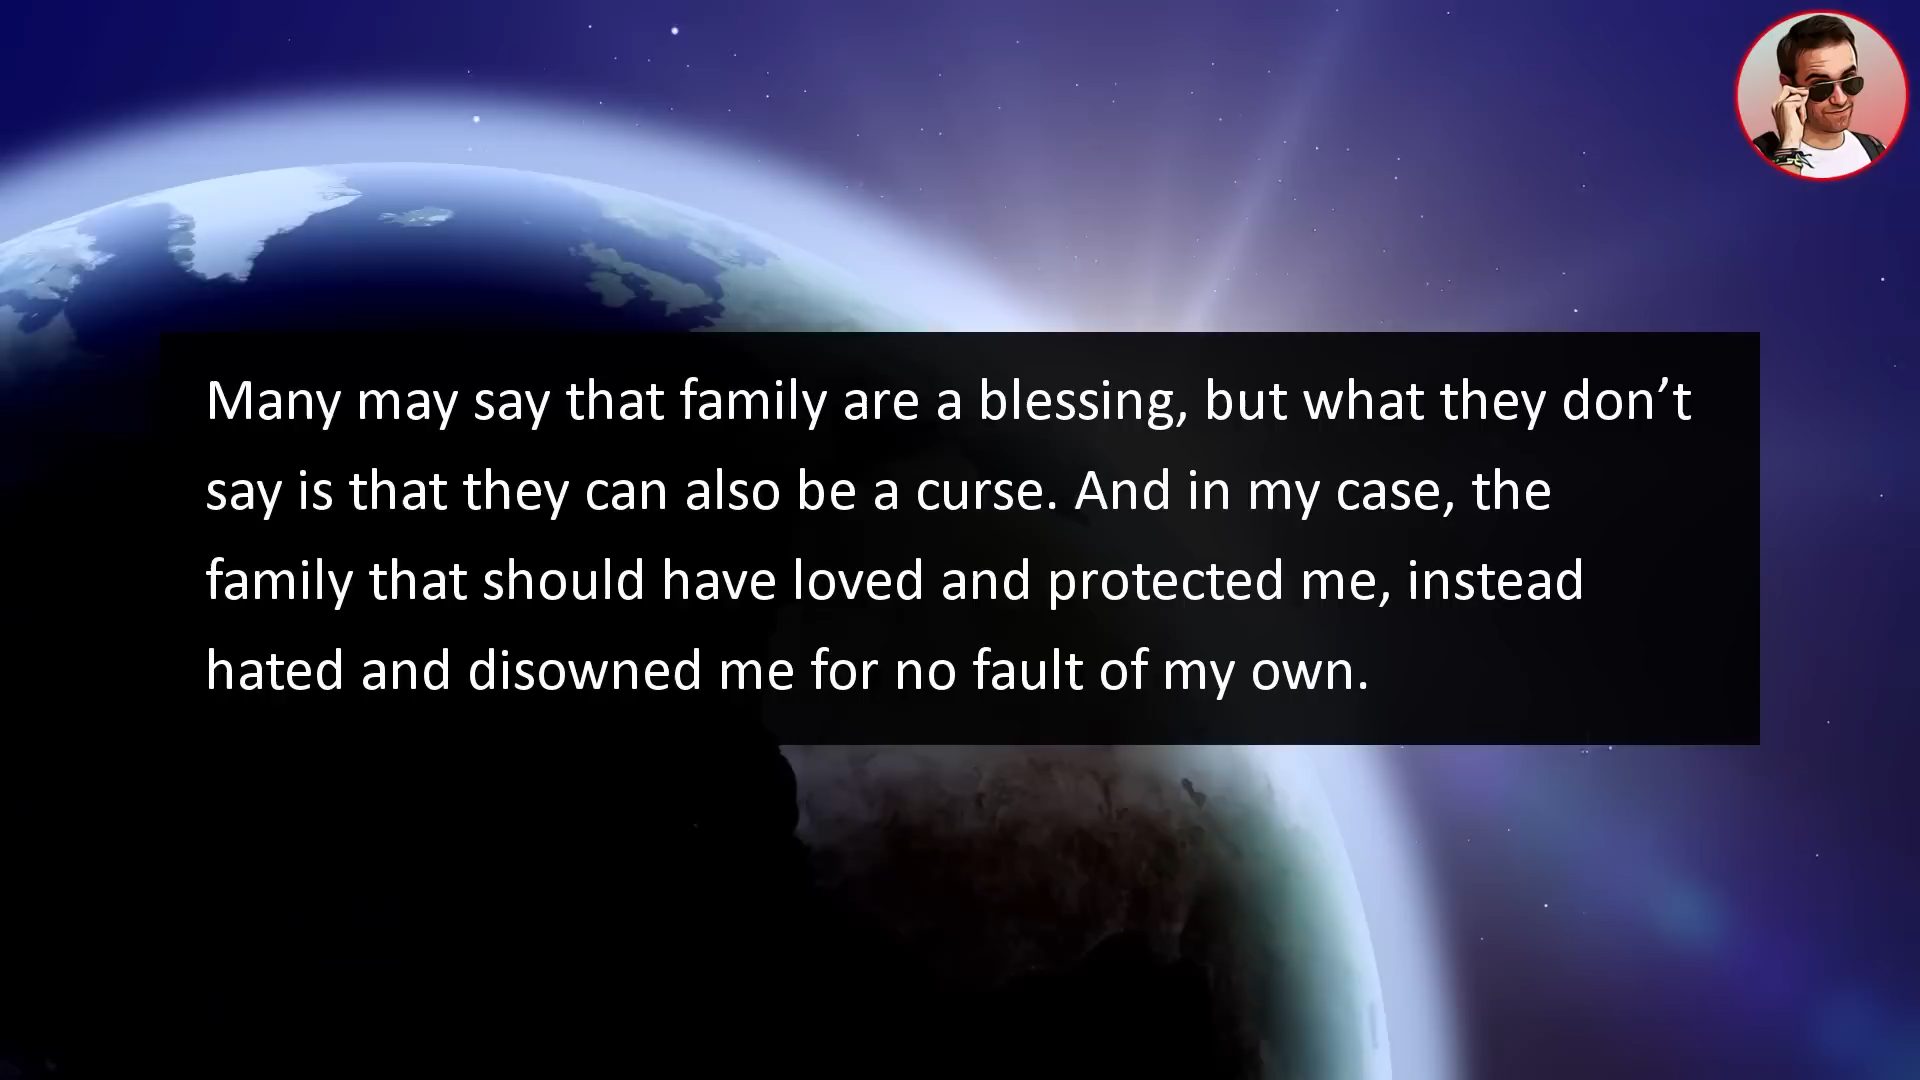 Many may say that family are a blessing, but what they don’t
say is that they can also be a curse. And in my case, the
family that should have loved and protected me, instead
hated and disowned me for no fault of my own.